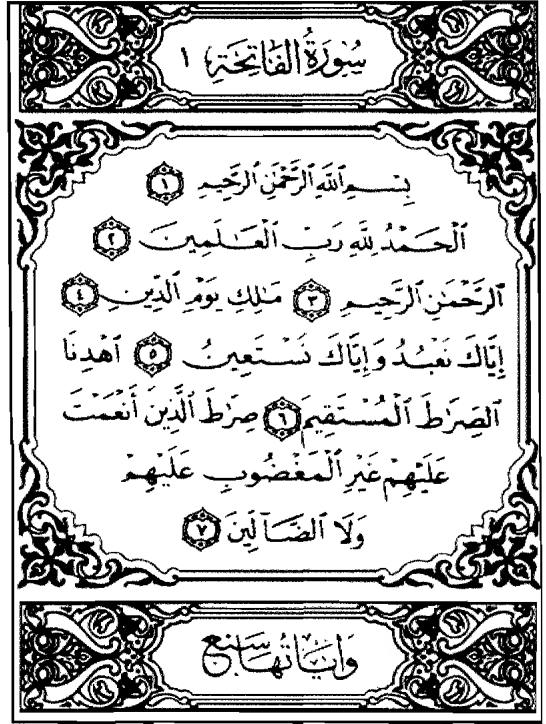 سُورَةُ الفَاتِحَةِ ١
بِسْمِ ٱللَّهِ ٱلرَّحْمَٰنِ ٱلرَّحِيمِ ١
ٱلْحَمْدُ لِلَّهِ رَبِّ ٱلْعَـٰلَمِينَ ٢
ٱلرَّحْمَٰنِ ٱلرَّحِيمِ ٣ مَـٰلِكِ يَوْمِ ٱلدِّينِ ٤
إِيَّاكَ نَعْبُدُ وَإِيَّاكَ نَسْتَعِينُ ٥ ٱهْدِنَا
ٱلصِّرَٰطَ ٱلْمُسْتَقِيمَ ٦ صِرَٰطَ ٱلَّذِينَ أَنْعَمْتَ
عَلَيْهِمْ غَيْرِ ٱلْمَغْضُوبِ عَلَيْهِمْ
وَلَا ٱلضَّآلِّينَ ٧
وَآيَاتُهَا سَبْعٌ